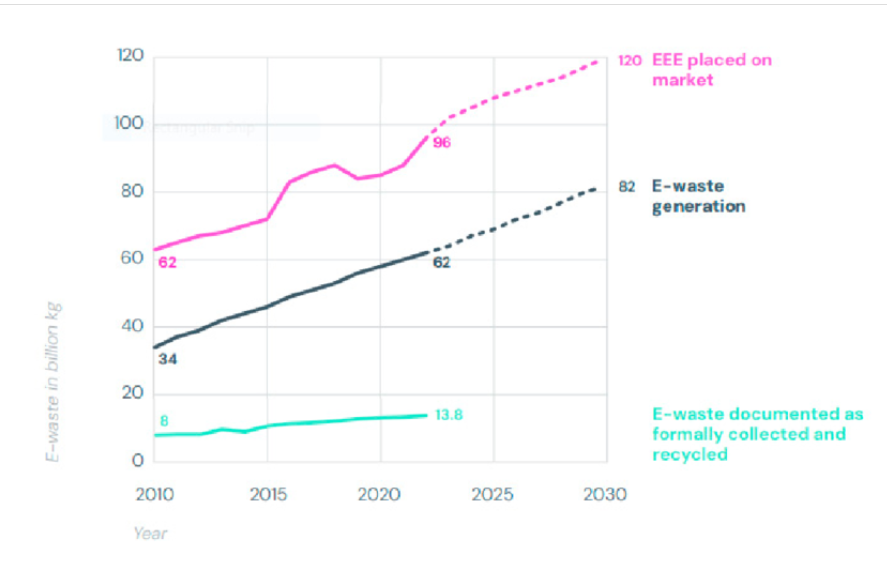 120
100
80
60
40
20
0
E-waste in billion kg
2010
2015
2020
2025
2030
Year
62
96
120 EEE placed on
market
34
62
82 E-waste
generation
8
13.8
E-waste documented as
formally collected and
recycled